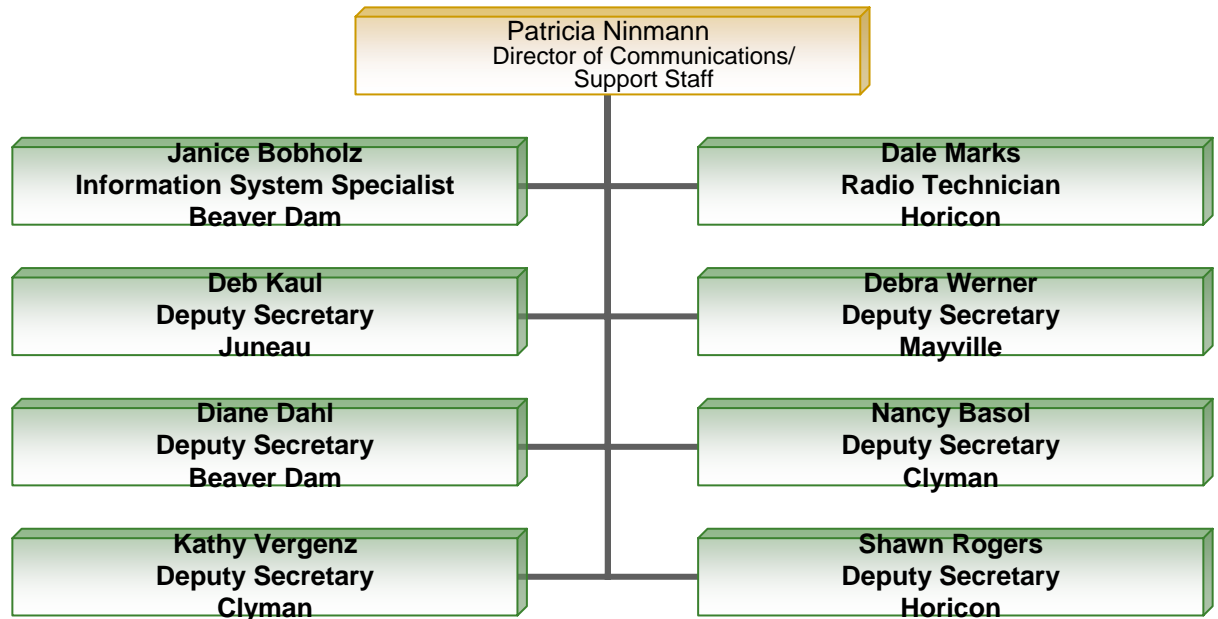 Patricia Ninmann
Director of Communications/
Support Staff
Janice Bobholz
Information System Specialist
Beaver Dam
Dale Marks
Radio Technician
Horicon
Deb Kaul
Deputy Secretary
Juneau
Debra Werner
Deputy Secretary
Mayville
Diane Dahl
Deputy Secretary
Beaver Dam
Nancy Basol
Deputy Secretary
Clyman
Kathy Vergenz
Deputy Secretary
Clyman
Shawn Rogers
Deputy Secretary
Horicon